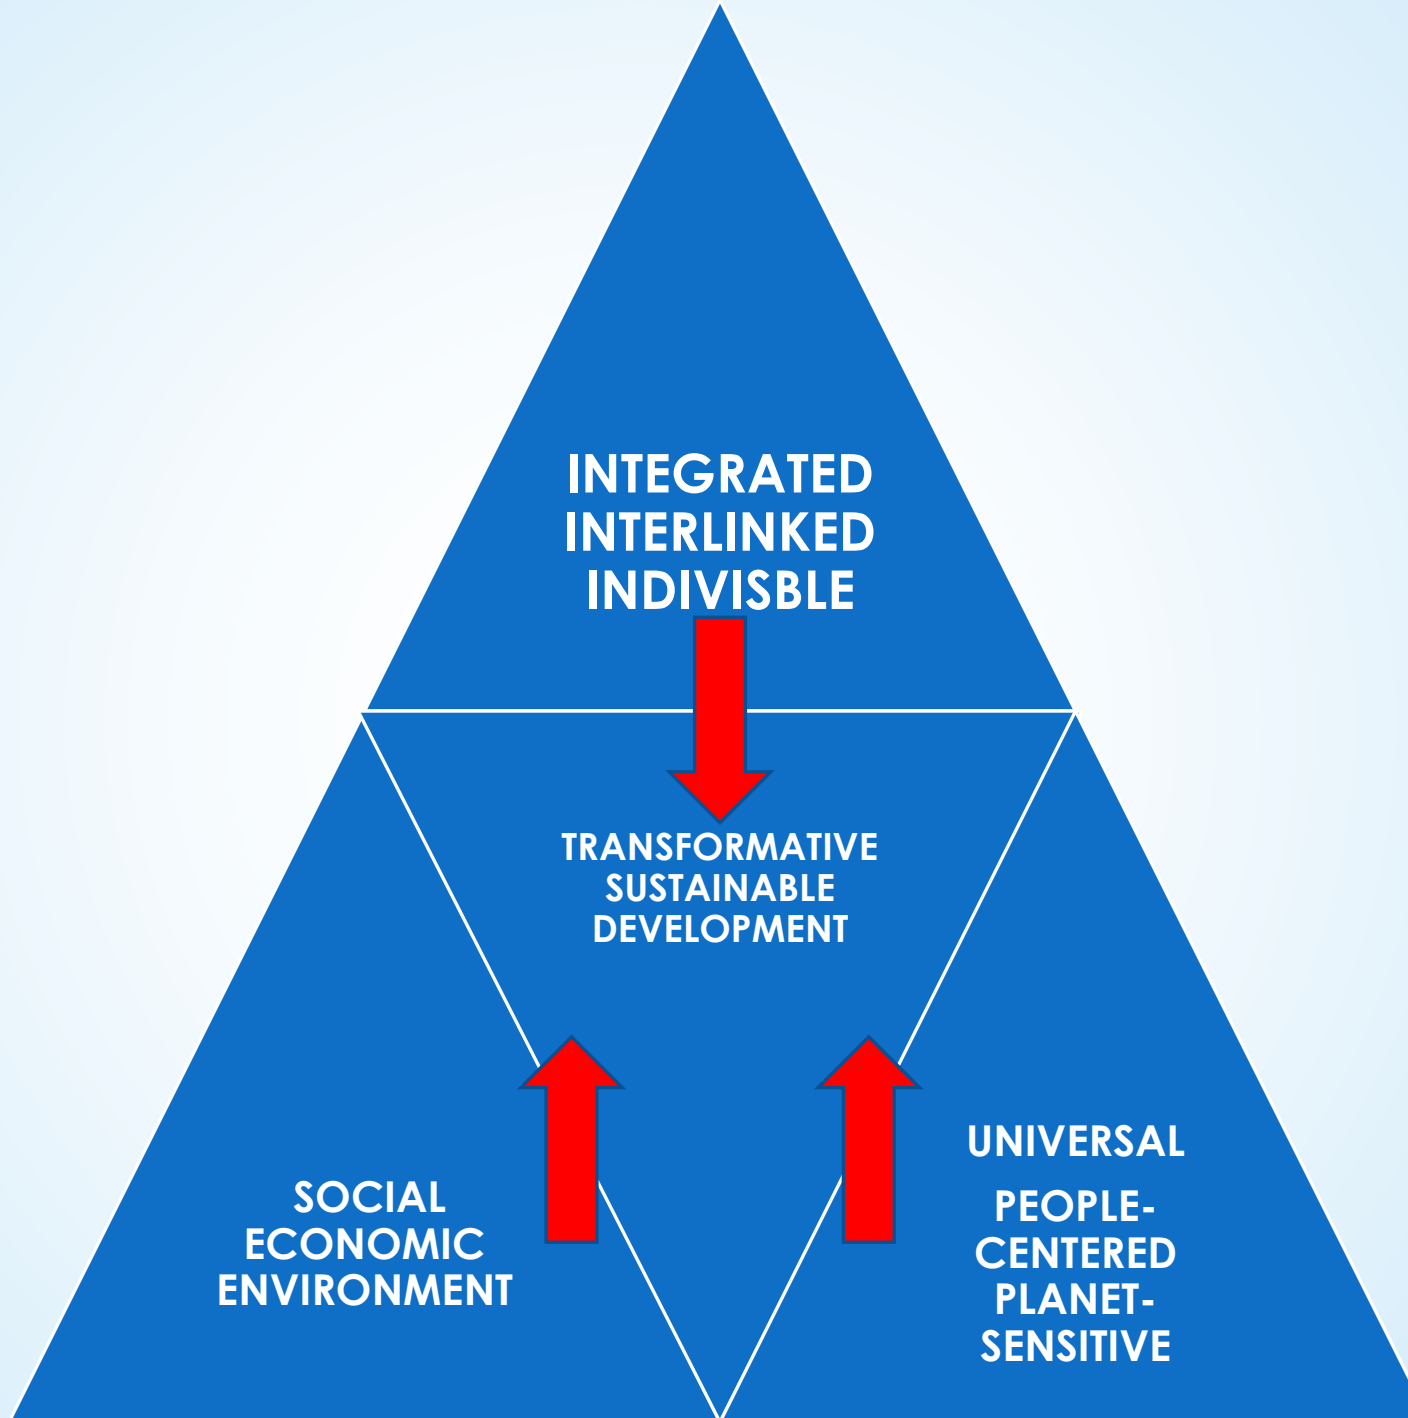 INTEGRATED
INTERLINKED
INDIVISBLE
TRANSFORMATIVE
SUSTAINABLE
DEVELOPMENT
SOCIAL
ECONOMIC
ENVIRONMENT
UNIVERSAL
PEOPLE-
CENTERED
PLANET-
SENSITIVE